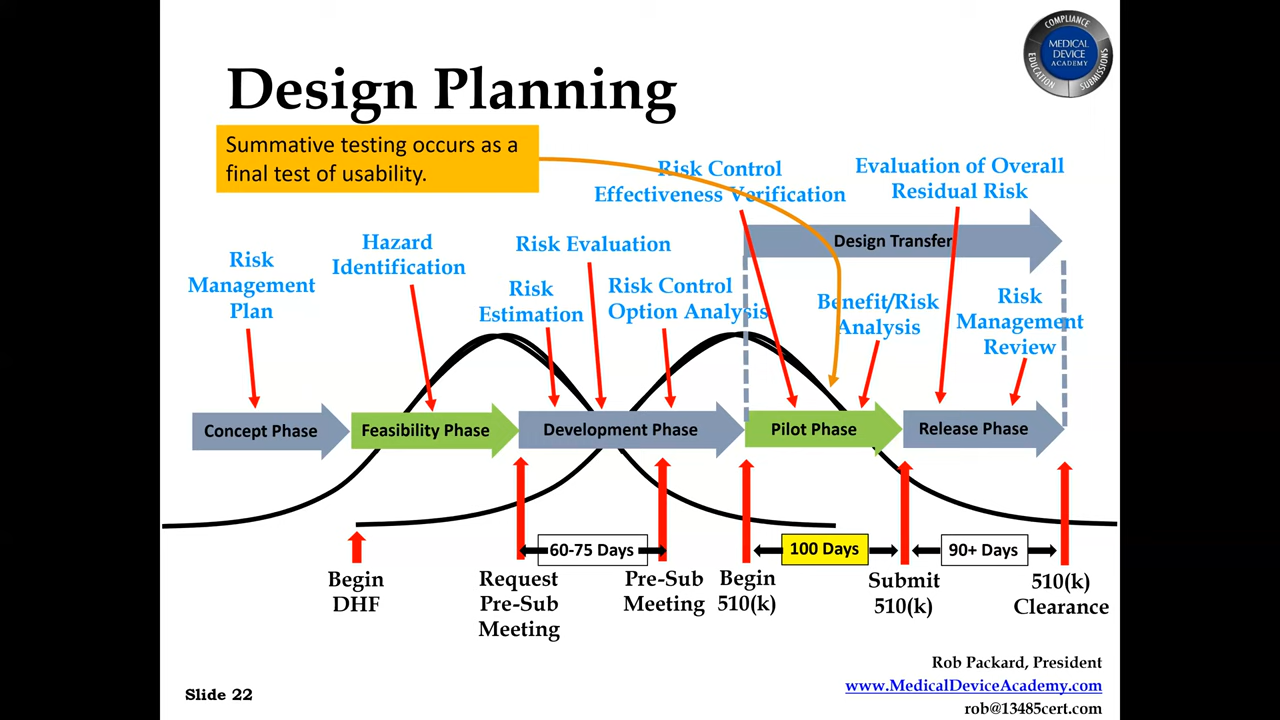 COMPLIANCE
EDUCATION
SUBMISSIONS
MEDICAL
DEVICE
ACADEMY
Design Planning
Summative testing occurs as a
final test of usability.
Risk Control
Effectiveness Verification
Evaluation of Overall
Residual Risk
Design Transfer
Risk
Management
Plan
Hazard
Identification
Risk Evaluation
Risk
Estimation
Risk Control
Option Analysis
Benefit/Risk
Analysis
Risk
Management
Review
Concept Phase
Feasibility Phase
Development Phase
Pilot Phase
Release Phase
60-75 Days
100 Days
90+ Days
Begin
DHF
Request
Pre-Sub
Meeting
Pre-Sub
Meeting
Begin
510(k)
Submit
510(k)
510(k)
Clearance
Rob Packard, President
www.MedicalDeviceAcademy.com
rob@13485cert.com
Slide 22